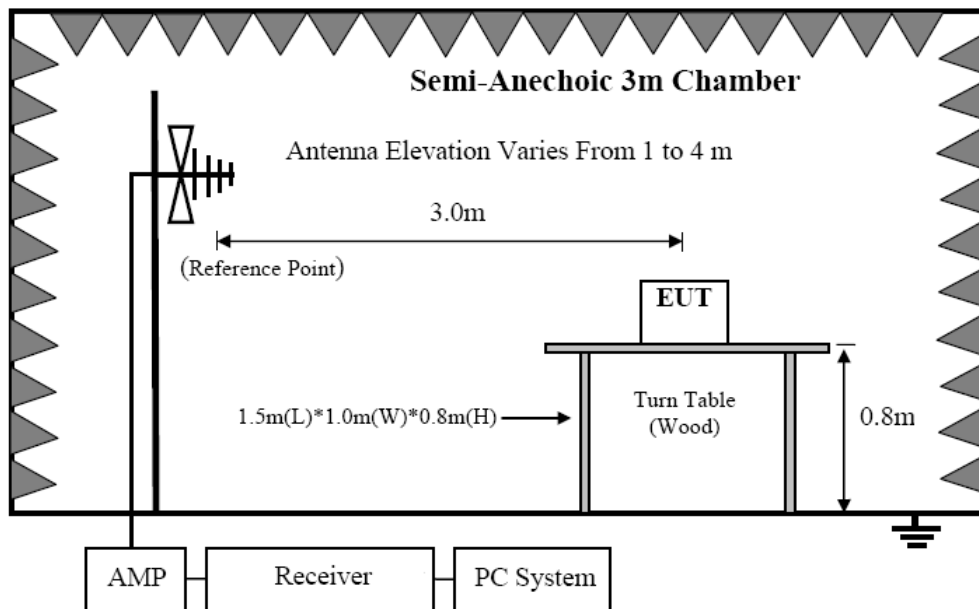 Semi-Anechoic 3m Chamber
Antenna Elevation Varies From 1 to 4 m
3.0m
(Reference Point)
EUT
1.5m(L)*1.0m(W)*0.8m(H)
Turn Table
(Wood)
0.8m
AMP
Receiver
PC System